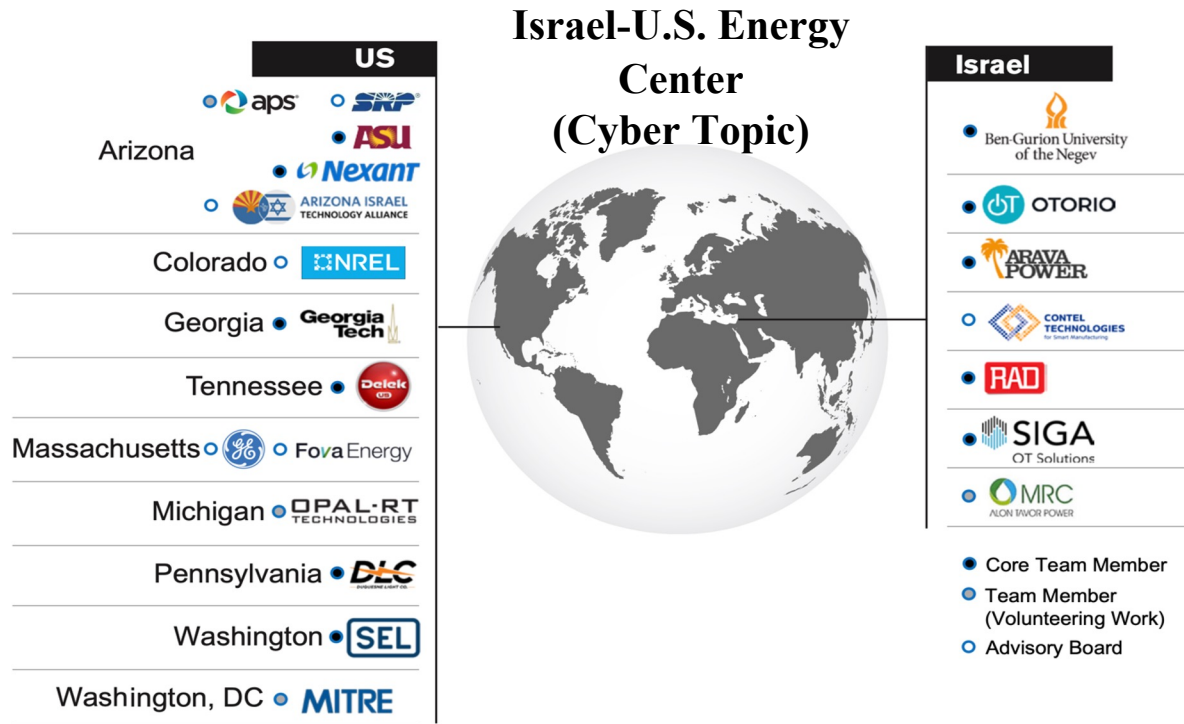 Israel-U.S. Energy
Center
(Cyber Topic)
US
Arizona
aps
SRP
ASU
Nexant
ARIZONA ISRAEL
TECHNOLOGY ALLIANCE
Colorado
NREL
Georgia
Georgia
Tech
Tennessee
Delek
US
Massachusetts
GE
Fova Energy
Michigan
OPAL-RT
TECHNOLOGIES
Pennsylvania
DLC
DUQUESNE LIGHT CO.
Washington
SEL
Washington, DC
MITRE
Israel
Ben-Gurion University
of the Negev
OT OTORIO
ARAVA
POWER
CONTEL
TECHNOLOGIES
for Smart Manufacturing
RAD
SIGA
OT Solutions
MRC
ALON TAVOR POWER
Core Team Member
Team Member
(Volunteering Work)
Advisory Board